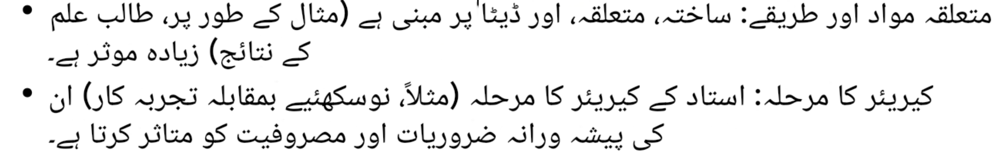 • متعلقہ مواد اور طریقے: ساختہ، متعلقہ، اور ڈیٹا پر مبنی ہے (مثال کے طور پر، طالب علم
کے نتائج) زیادہ موثر ہے۔
• کیریئر کا مرحلہ: استاد کے کیریئر کا مرحلہ (مثلاً، نوسکھئیے بمقابلہ تجربہ کار) ان
کی پیشہ ورانہ ضروریات اور مصروفیت کو متاثر کرتا ہے۔